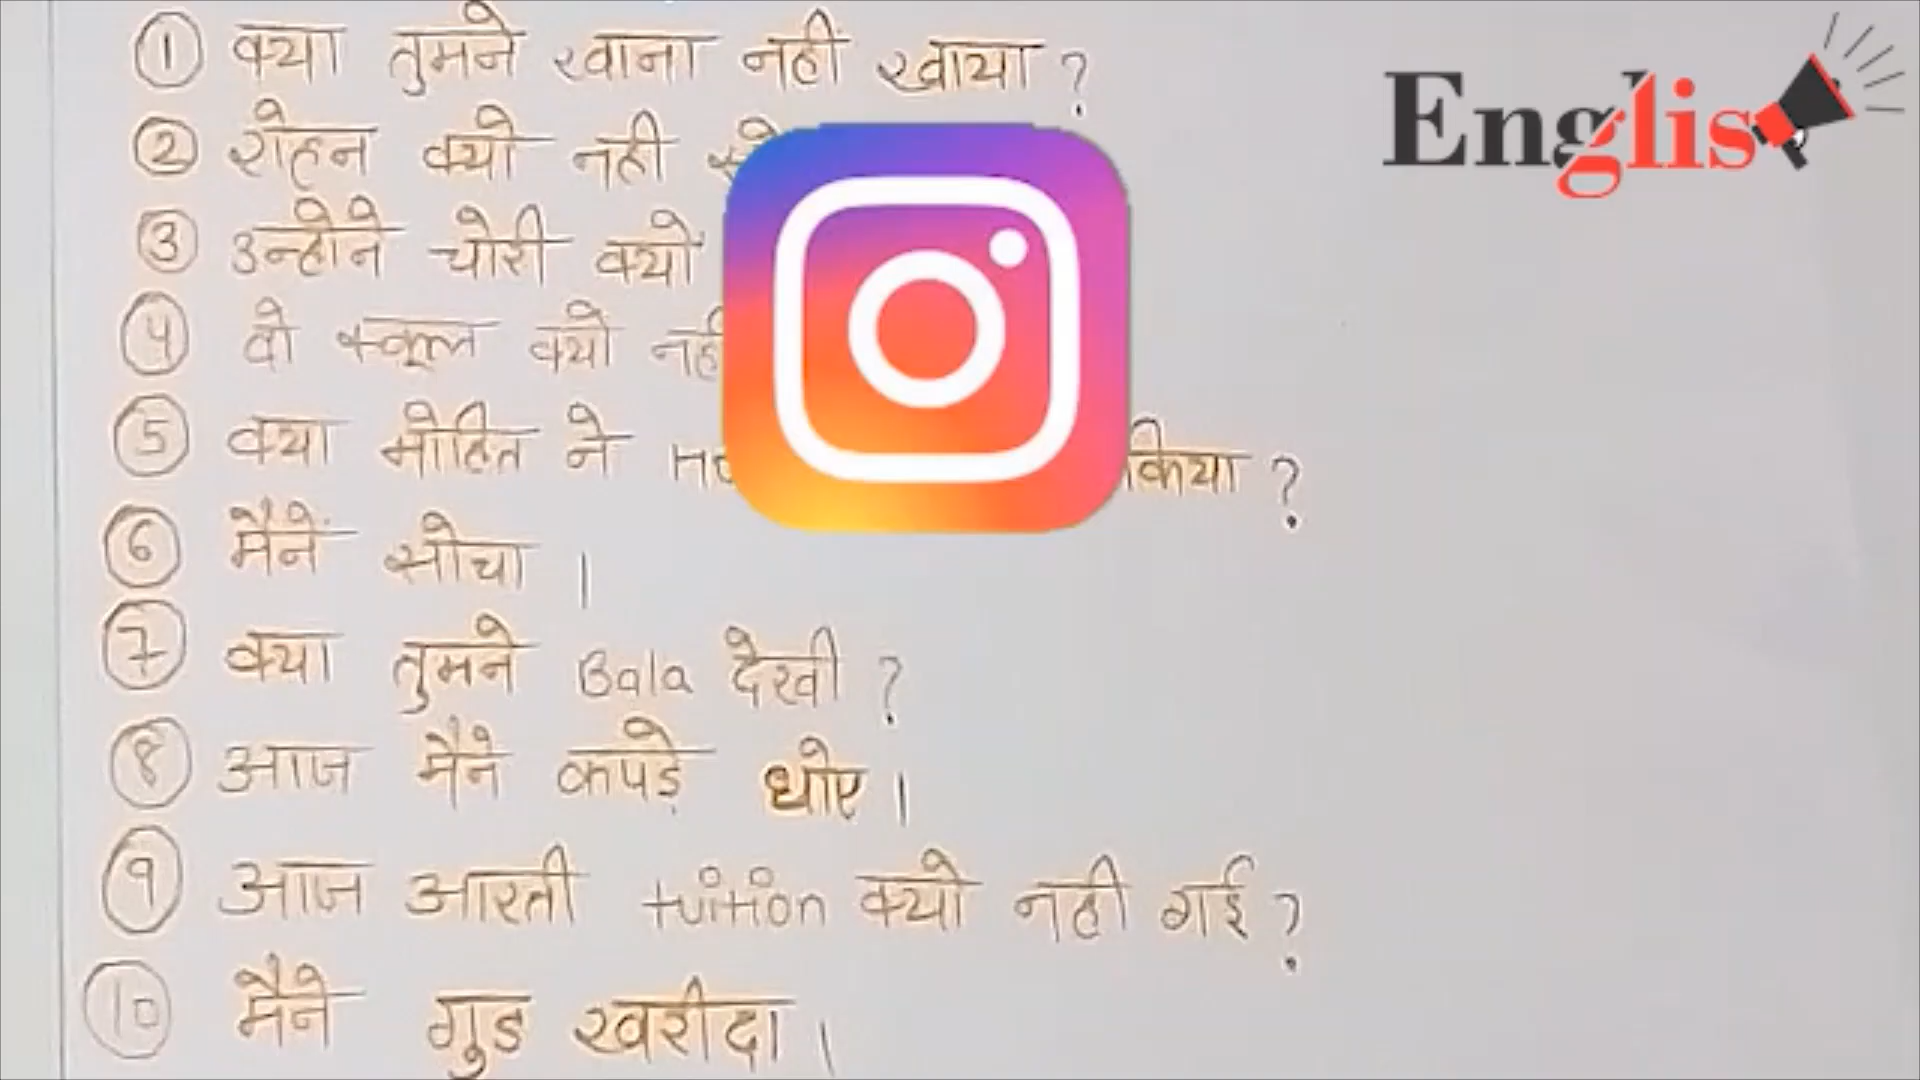 ① क्या तुमने खाना नहीं खाया ?
Englis
② रोहन क्यो नही
③ उन्होने चोरी क्यो
④ वो स्कूल क्यो नही
⑤ क्या मोहित ने किया ?
⑥ मैनें सोचा ।
⑦ क्या तुमने Bala देखी ?
⑧ आज मैने कपड़े धोए ।
⑨ आज आरती tuition क्यो नही गई ?
⑩ मैने गुड खरीदा ।